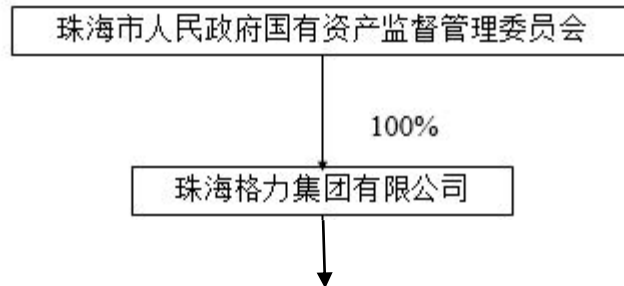 珠海市人民政府国有资产监督管理委员会
100%
珠海格力集团有限公司